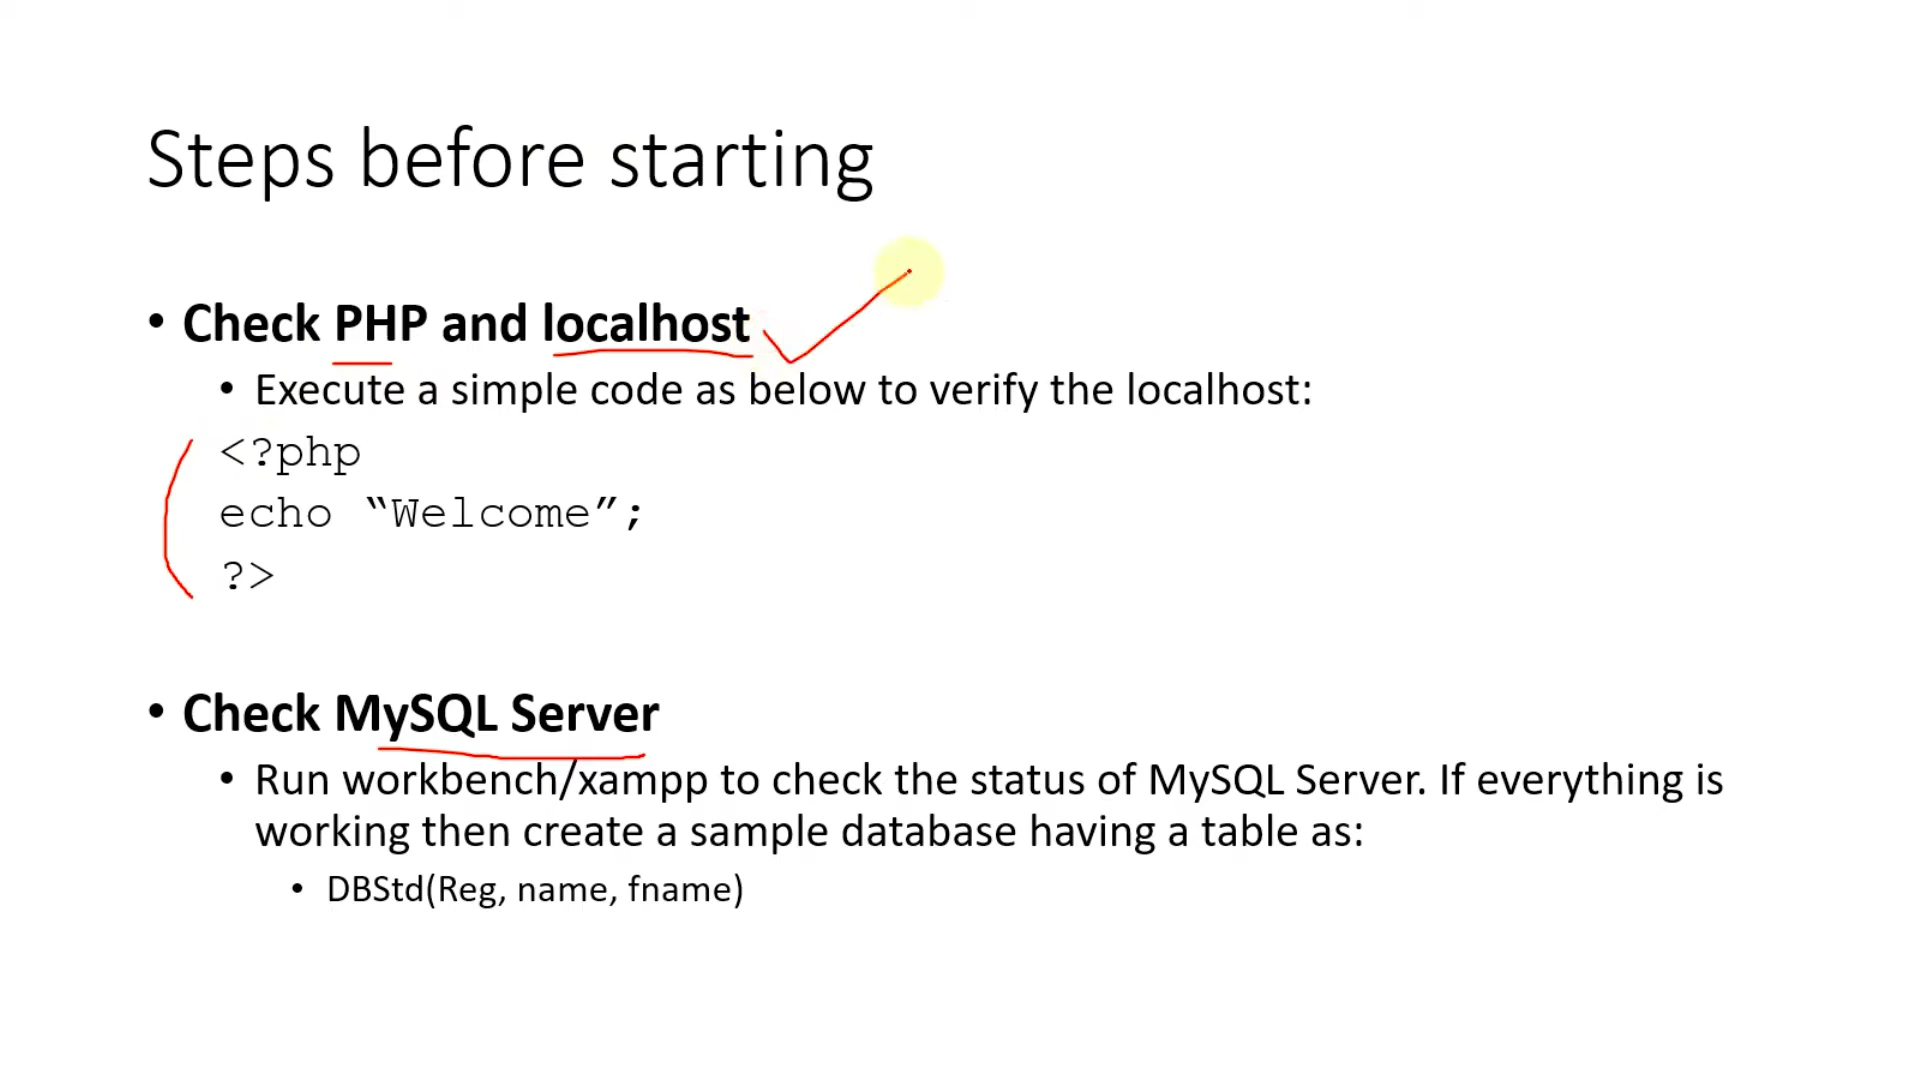 Steps before starting
• Check PHP and localhost
• Execute a simple code as below to verify the localhost:
<?php
echo “Welcome”;
?>
• Check MySQL Server
• Run workbench/xampp to check the status of MySQL Server. If everything is
working then create a sample database having a table as:
• DBStd(Reg, name, fname)